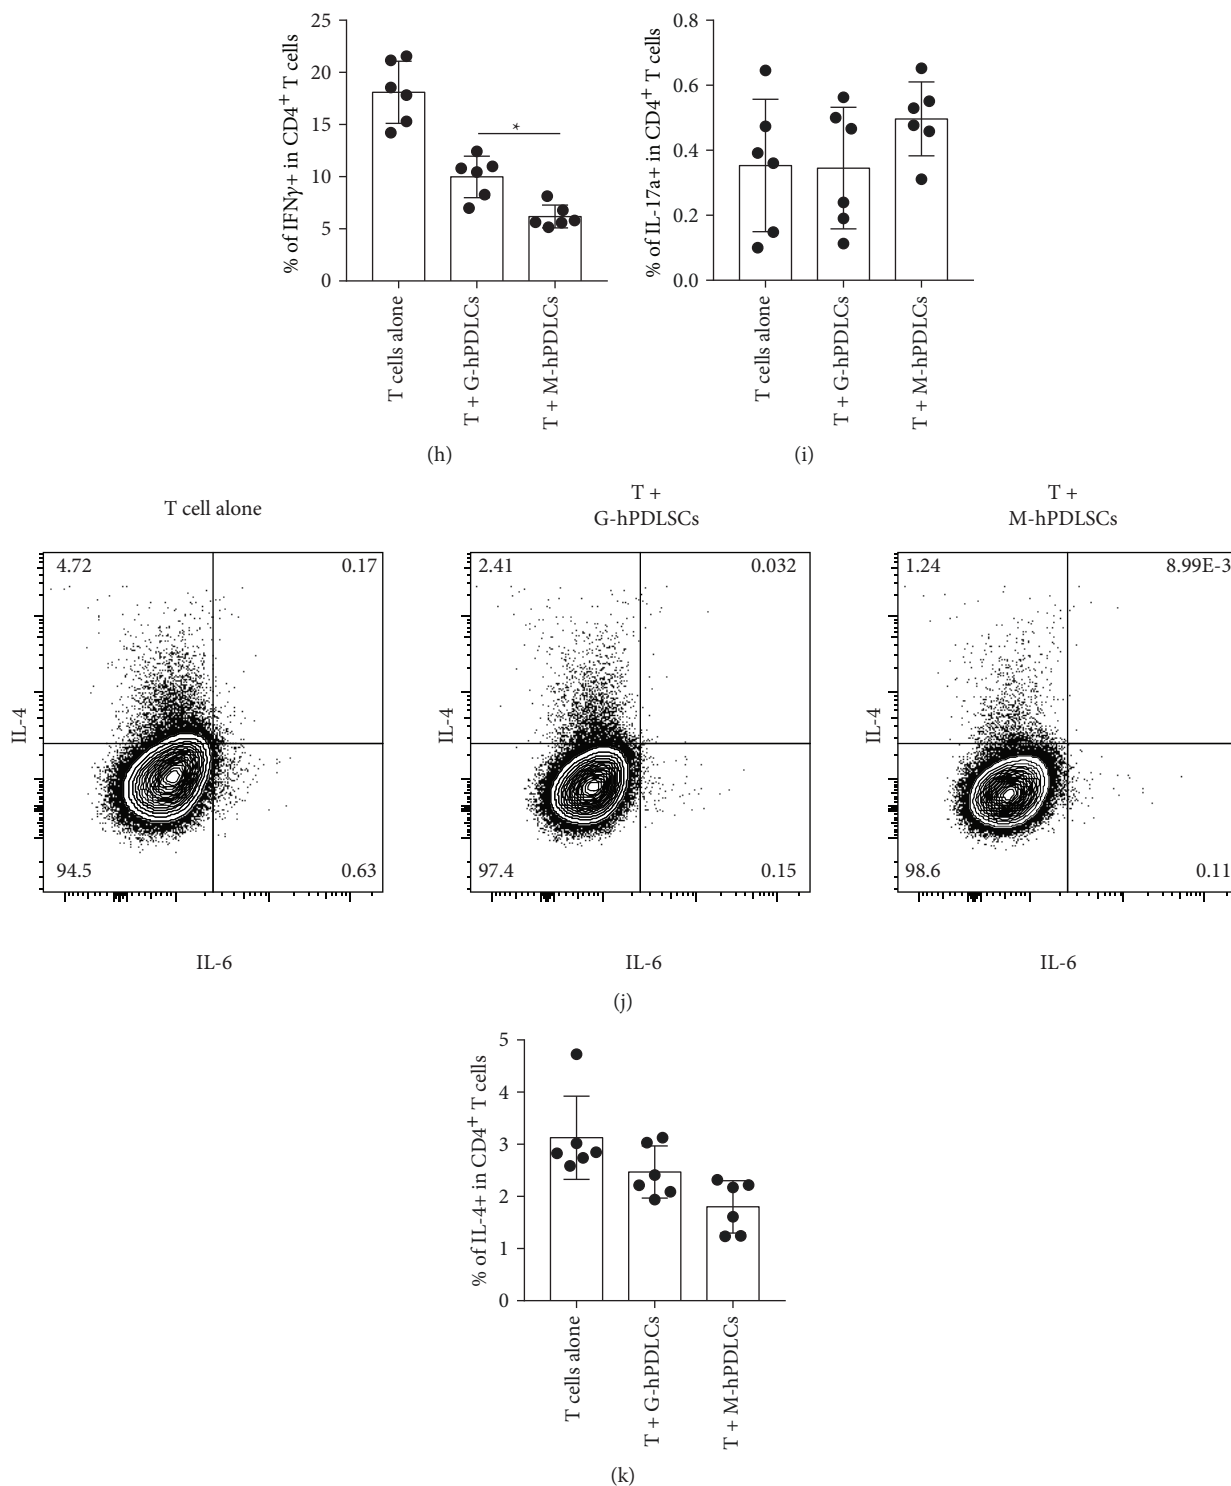 % of IFNγ+ in CD4+ T cells
25
20
15
10
5
0
*
T cells alone
T + G-hPDLCs
T + M-hPDLCs
(h)
% of IL-17a+ in CD4+ T cells
0.8
0.6
0.4
0.2
0.0
T cells alone
T + G-hPDLCs
T + M-hPDLCs
(i)
T cell alone
4.72
0.17
IL-4
94.5
0.63
IL-6
T +
G-hPDLSCs
2.41
0.032
IL-4
97.4
0.15
IL-6
T +
M-hPDLSCs
1.24
8.99E-3
IL-4
98.6
0.11
IL-6
(j)
% of IL-4+ in CD4+ T cells
5
4
3
2
1
0
T cells alone
T + G-hPDLCs
T + M-hPDLCs
(k)